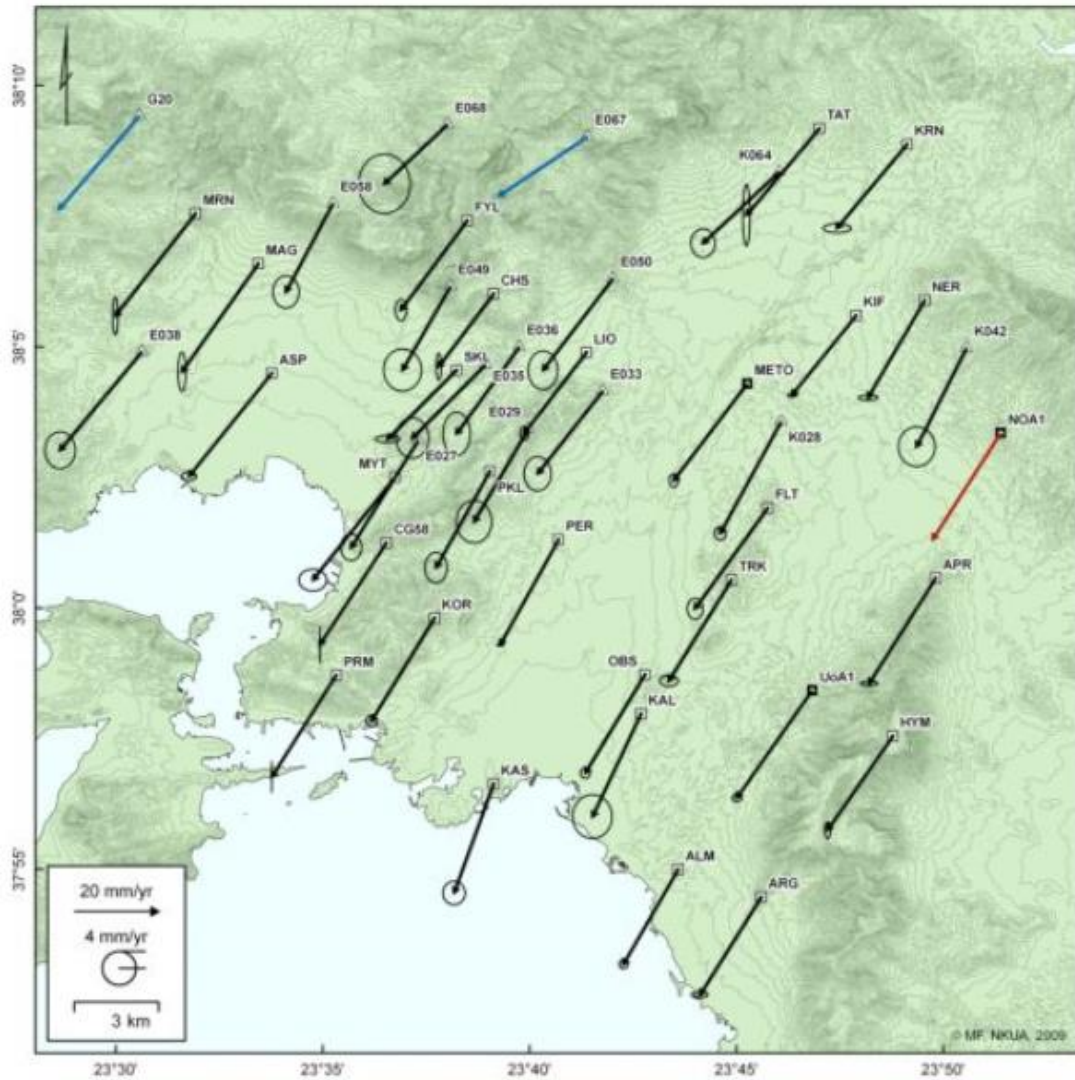 G20
E068
E067
TAT
KRN
K064
MRN
E058
FYL
MAG
E049
CHS
E050
E038
ASP
SKL
E036
LIO
E035
E033
KIF
NER
K042
METO
NOA1
E029
MYT
E027
PKL
K028
FLT
CG58
PER
TRK
APR
KOR
PRM
OBS
KAL
UoA1
HYM
KAS
ALM
ARG
38°10'
38°5'
38°0'
37°55'
20 mm/yr
4 mm/yr
3 km
© MF, NKUA, 2009
23°30'
23°35'
23°40'
23°45'
23°50'